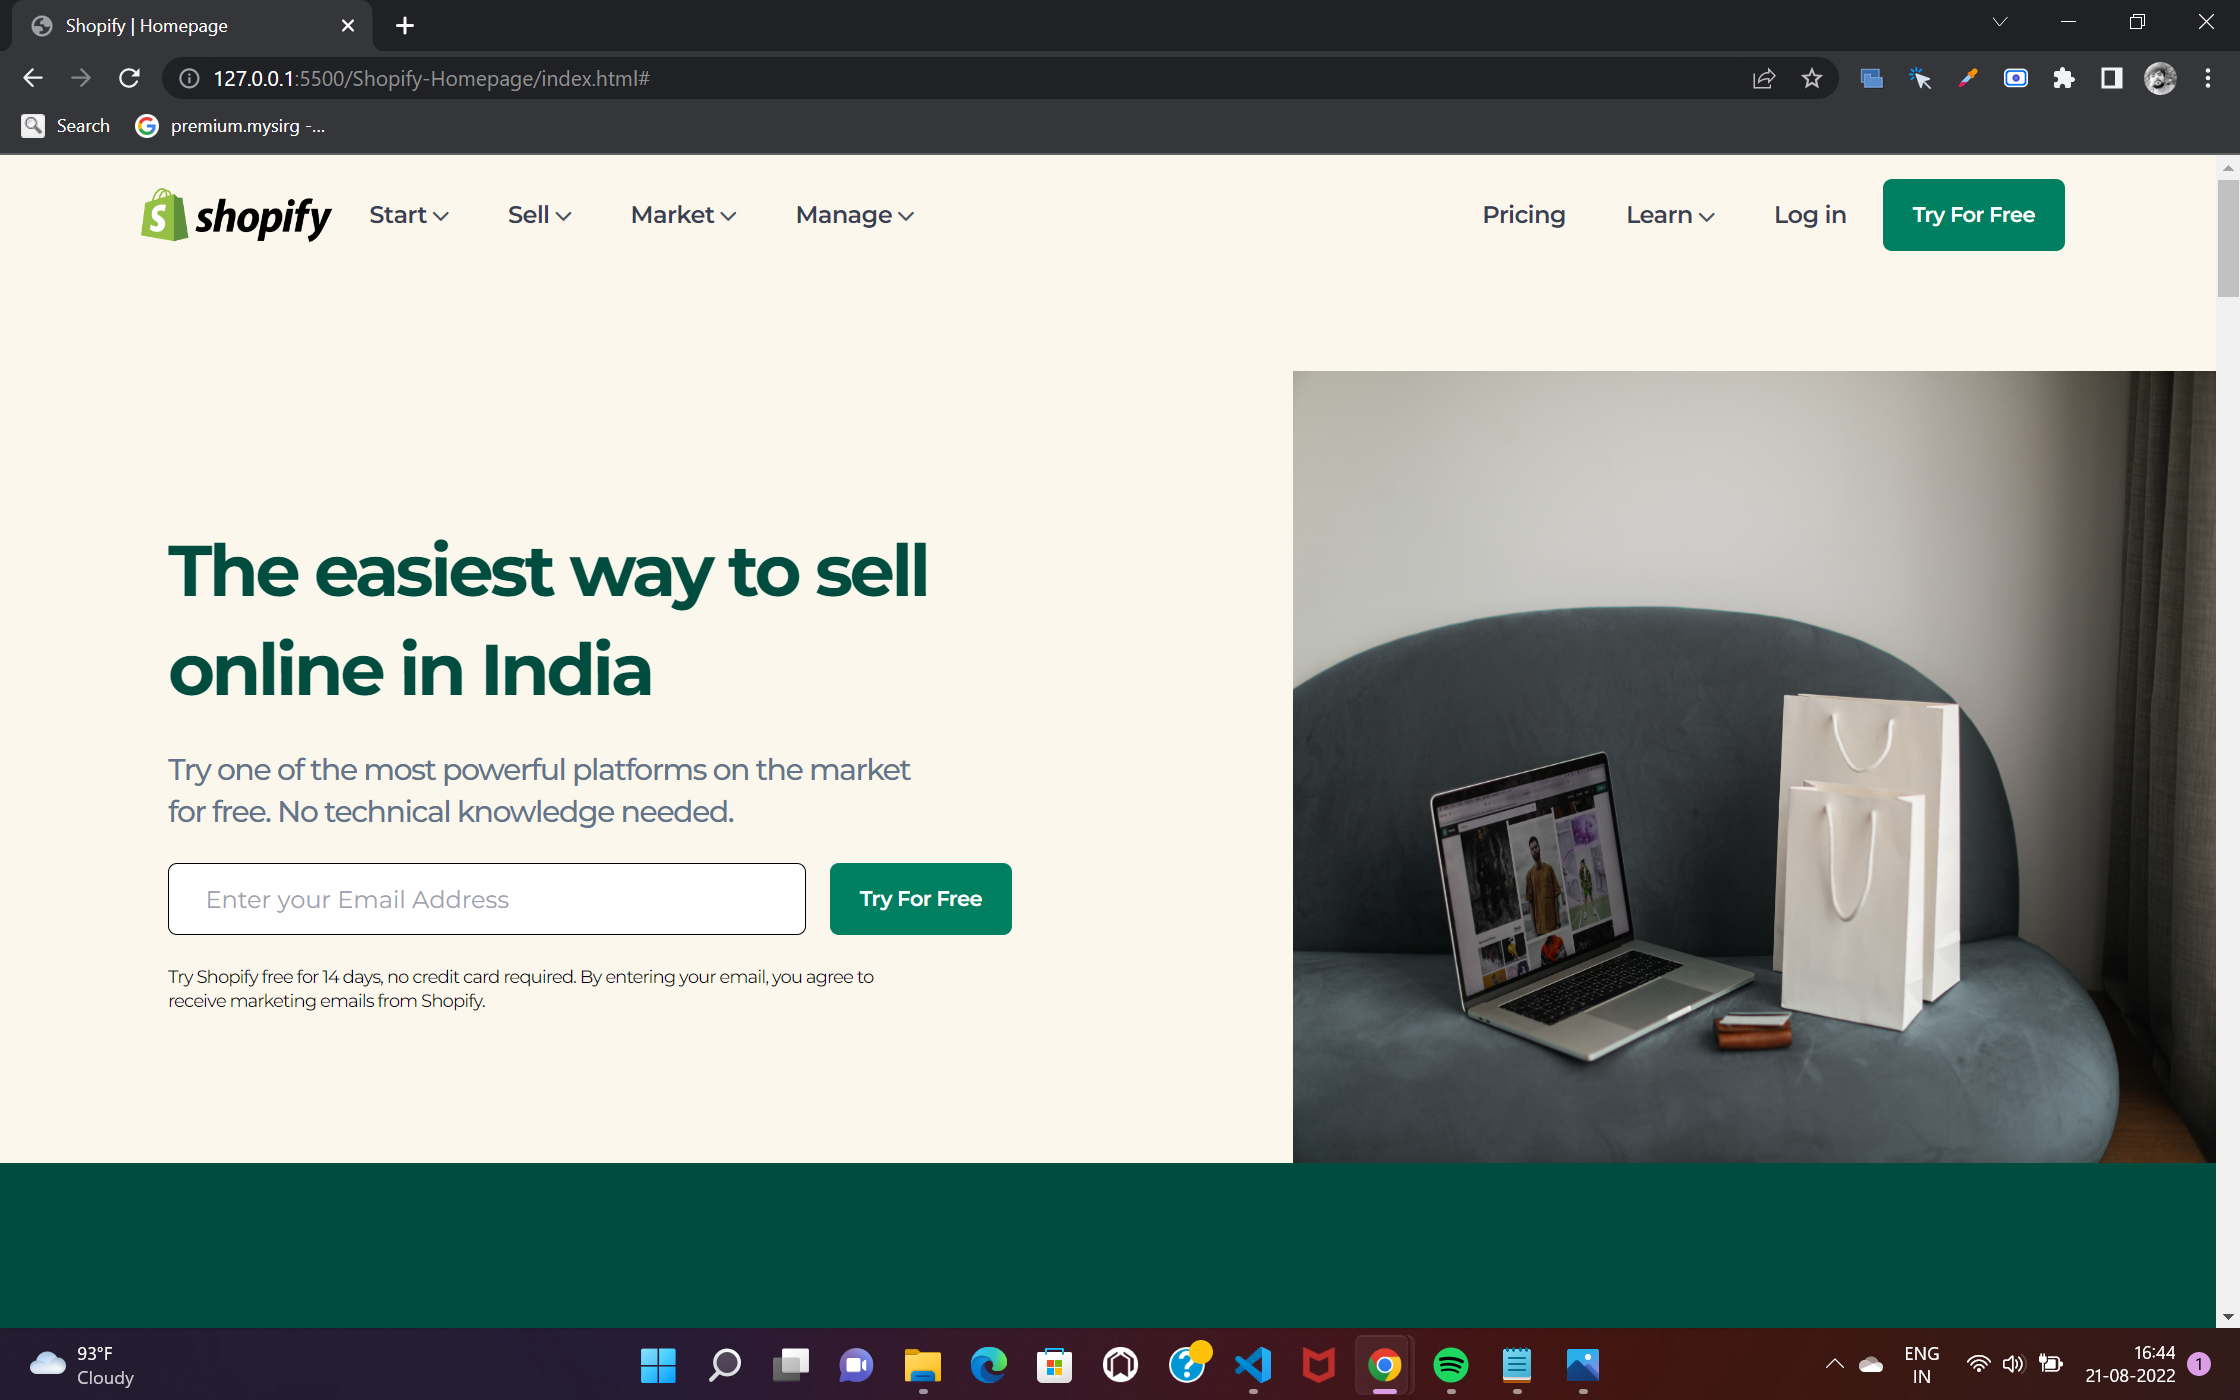 Shopify | Homepage
127.0.0.1:5500/Shopify-Homepage/index.html#
Search
premium.mysirg -...
shopify
Start
Sell
Market
Manage
Pricing
Learn
Log in
Try For Free
The easiest way to sell
online in India
Try one of the most powerful platforms on the market
for free. No technical knowledge needed.
Enter your Email Address
Try For Free
Try Shopify free for 14 days, no credit card required. By entering your email, you agree to
receive marketing emails from Shopify.
93°F
Cloudy
ENG
IN
16:44
21-08-2022
1